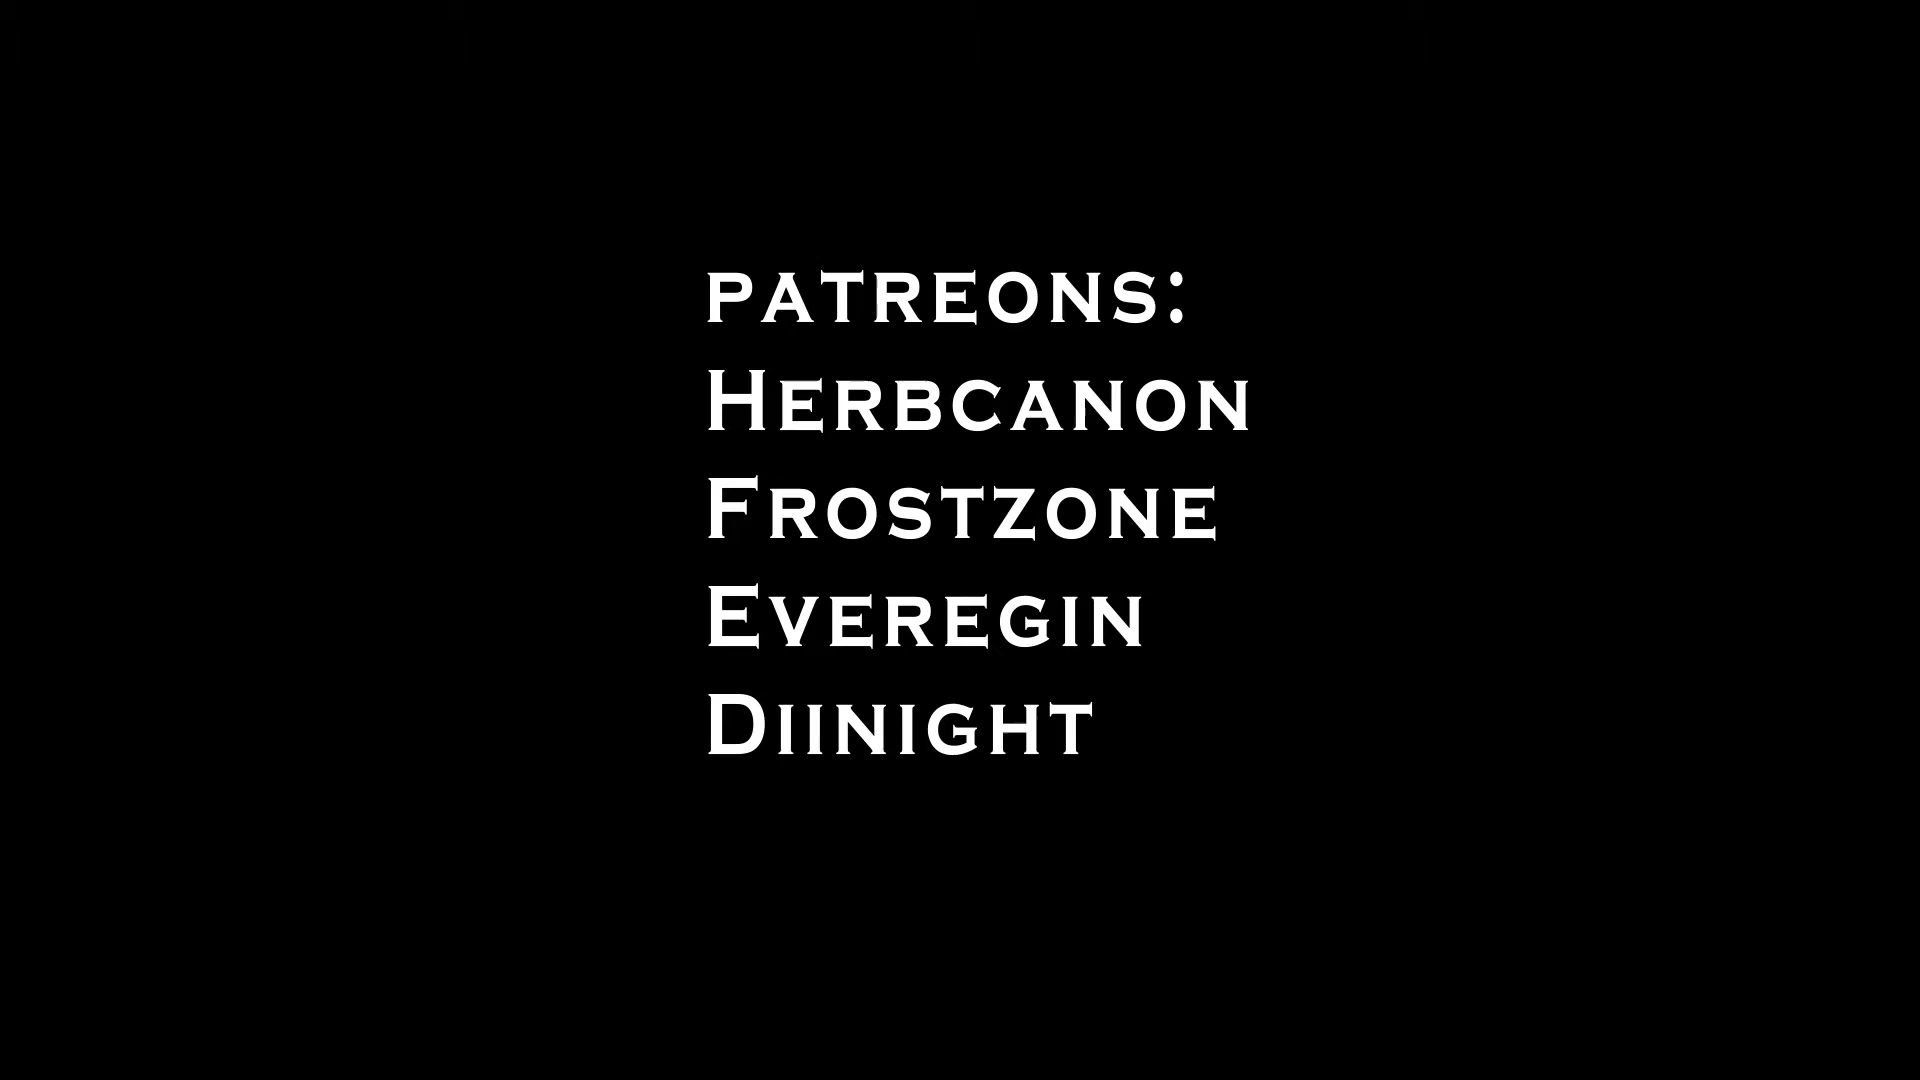 patreons:
Herbcanon
Frostzone
Everegin
Diinight